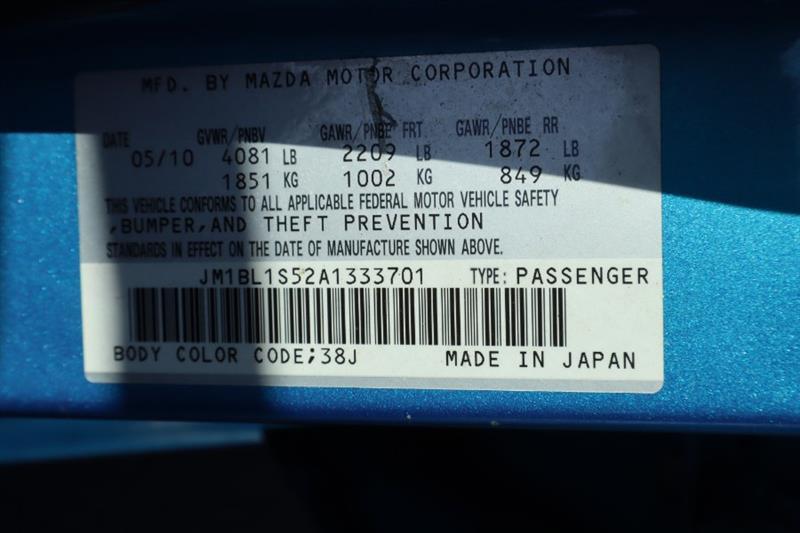 MFD. BY MAZDA MOTOR CORPORATION
DATE GVWR/PNBV GAWR/PNBE FRT GAWR/PNBE RR
05/10 4081 LB 2209 LB 1872 LB
1851 KG 1002 KG 849 KG
THIS VEHICLE CONFORMS TO ALL APPLICABLE FEDERAL MOTOR VEHICLE SAFETY
,BUMPER,AND THEFT PREVENTION
STANDARDS IN EFFECT ON THE DATE OF MANUFACTURE SHOWN ABOVE.
JM1BL1S52A1333701 TYPE: PASSENGER
BODY COLOR CODE;38J MADE IN JAPAN